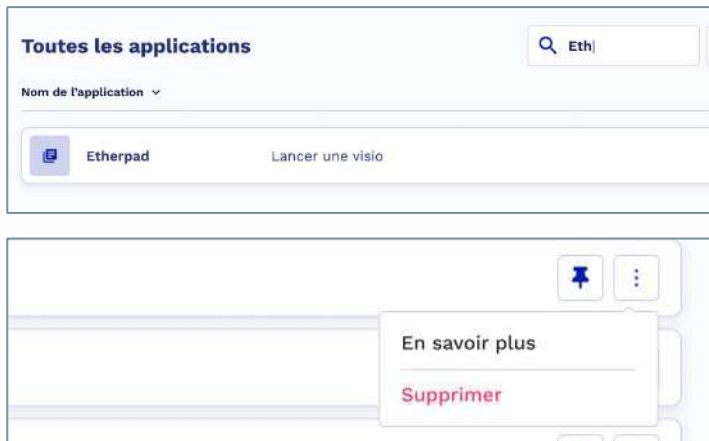 Toutes les applications
Eth
Nom de l'application
Etherpad
Lancer une visio
En savoir plus
Supprimer